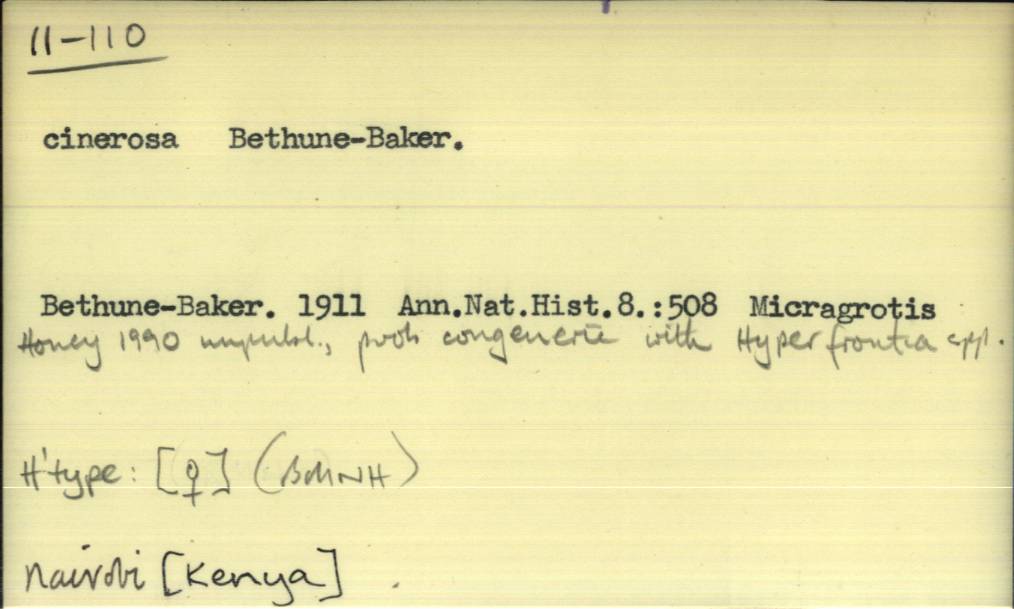 11-110
cinerosa Bethune-Baker.
Bethune-Baker. 1911 Ann.Nat.Hist.8.:508 Micragrotis
Honey 1990 unpubl., prob congeneric with Hyperfrontia spp.
H'type: [♀] (BMNH)
Nairobi [Kenya].